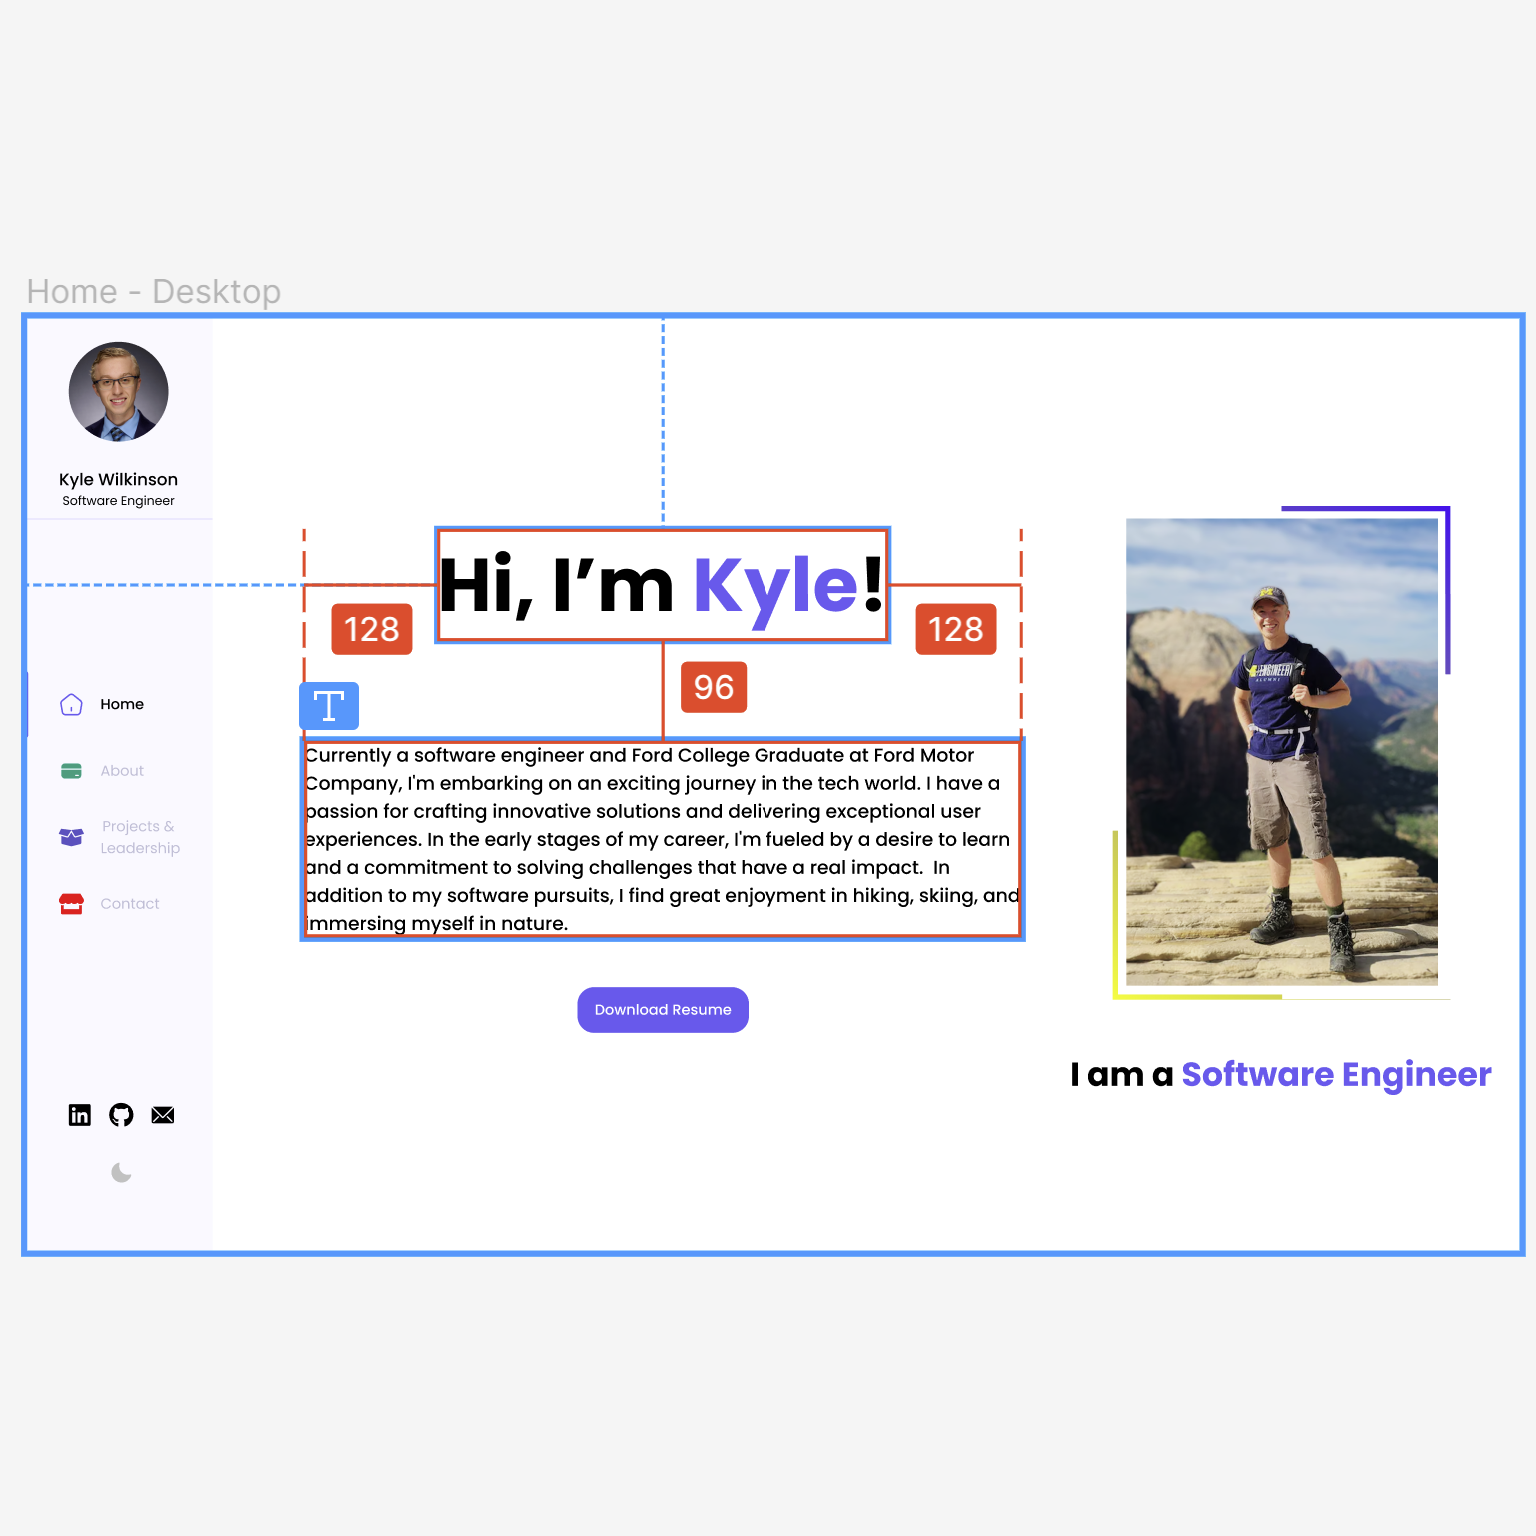 Home - Desktop
Kyle Wilkinson
Software Engineer
Home
About
Projects &
Leadership
Contact
Hi, I’m Kyle!
128
128
96
T
Currently a software engineer and Ford College Graduate at Ford Motor
Company, I'm embarking on an exciting journey in the tech world. I have a
passion for crafting innovative solutions and delivering exceptional user
experiences. In the early stages of my career, I'm fueled by a desire to learn
and a commitment to solving challenges that have a real impact.  In
addition to my software pursuits, I find great enjoyment in hiking, skiing, and
immersing myself in nature.
Download Resume
M
ENGINEER
ALUMNI
I am a Software Engineer
in